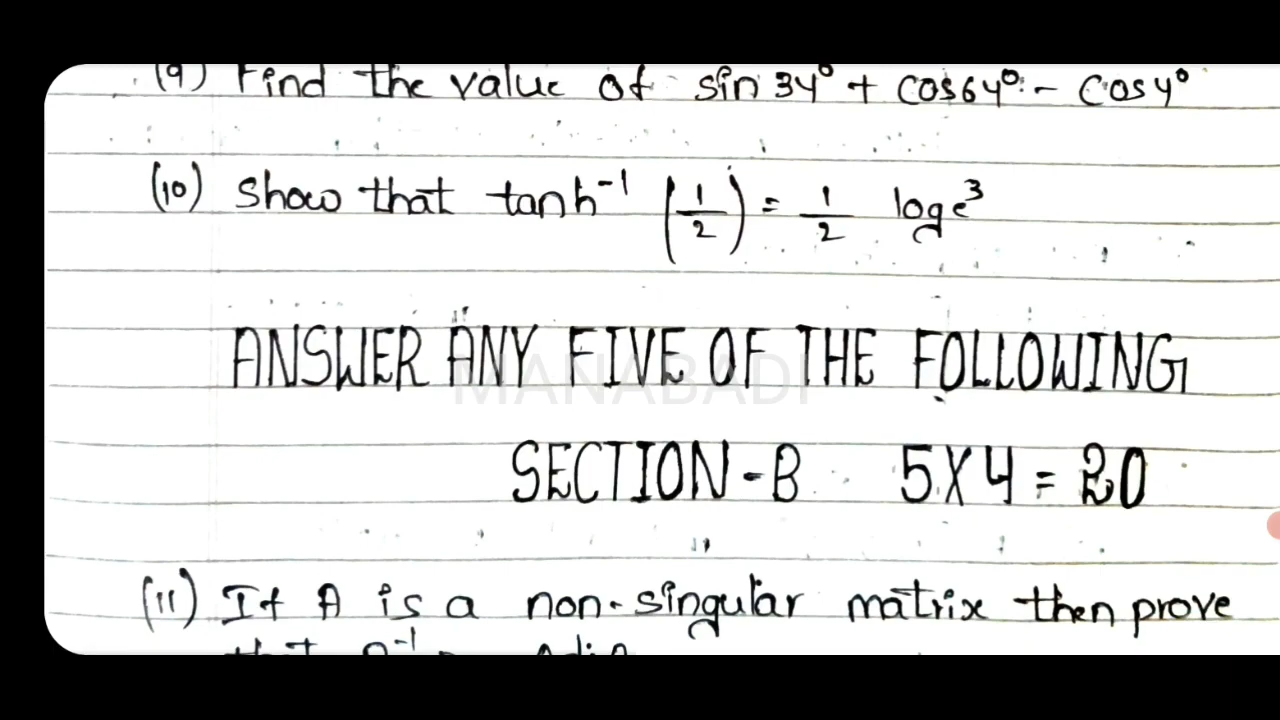 (9) Find the value of sin 34° + cos 64° - cos 4°
(10) Show that tanh⁻¹ (1/2) = 1/2 loge³
ANSWER ANY FIVE OF THE FOLLOWING
MANABADI
SECTION-B 5X4 = 20
(11) If A is a non-singular matrix then prove